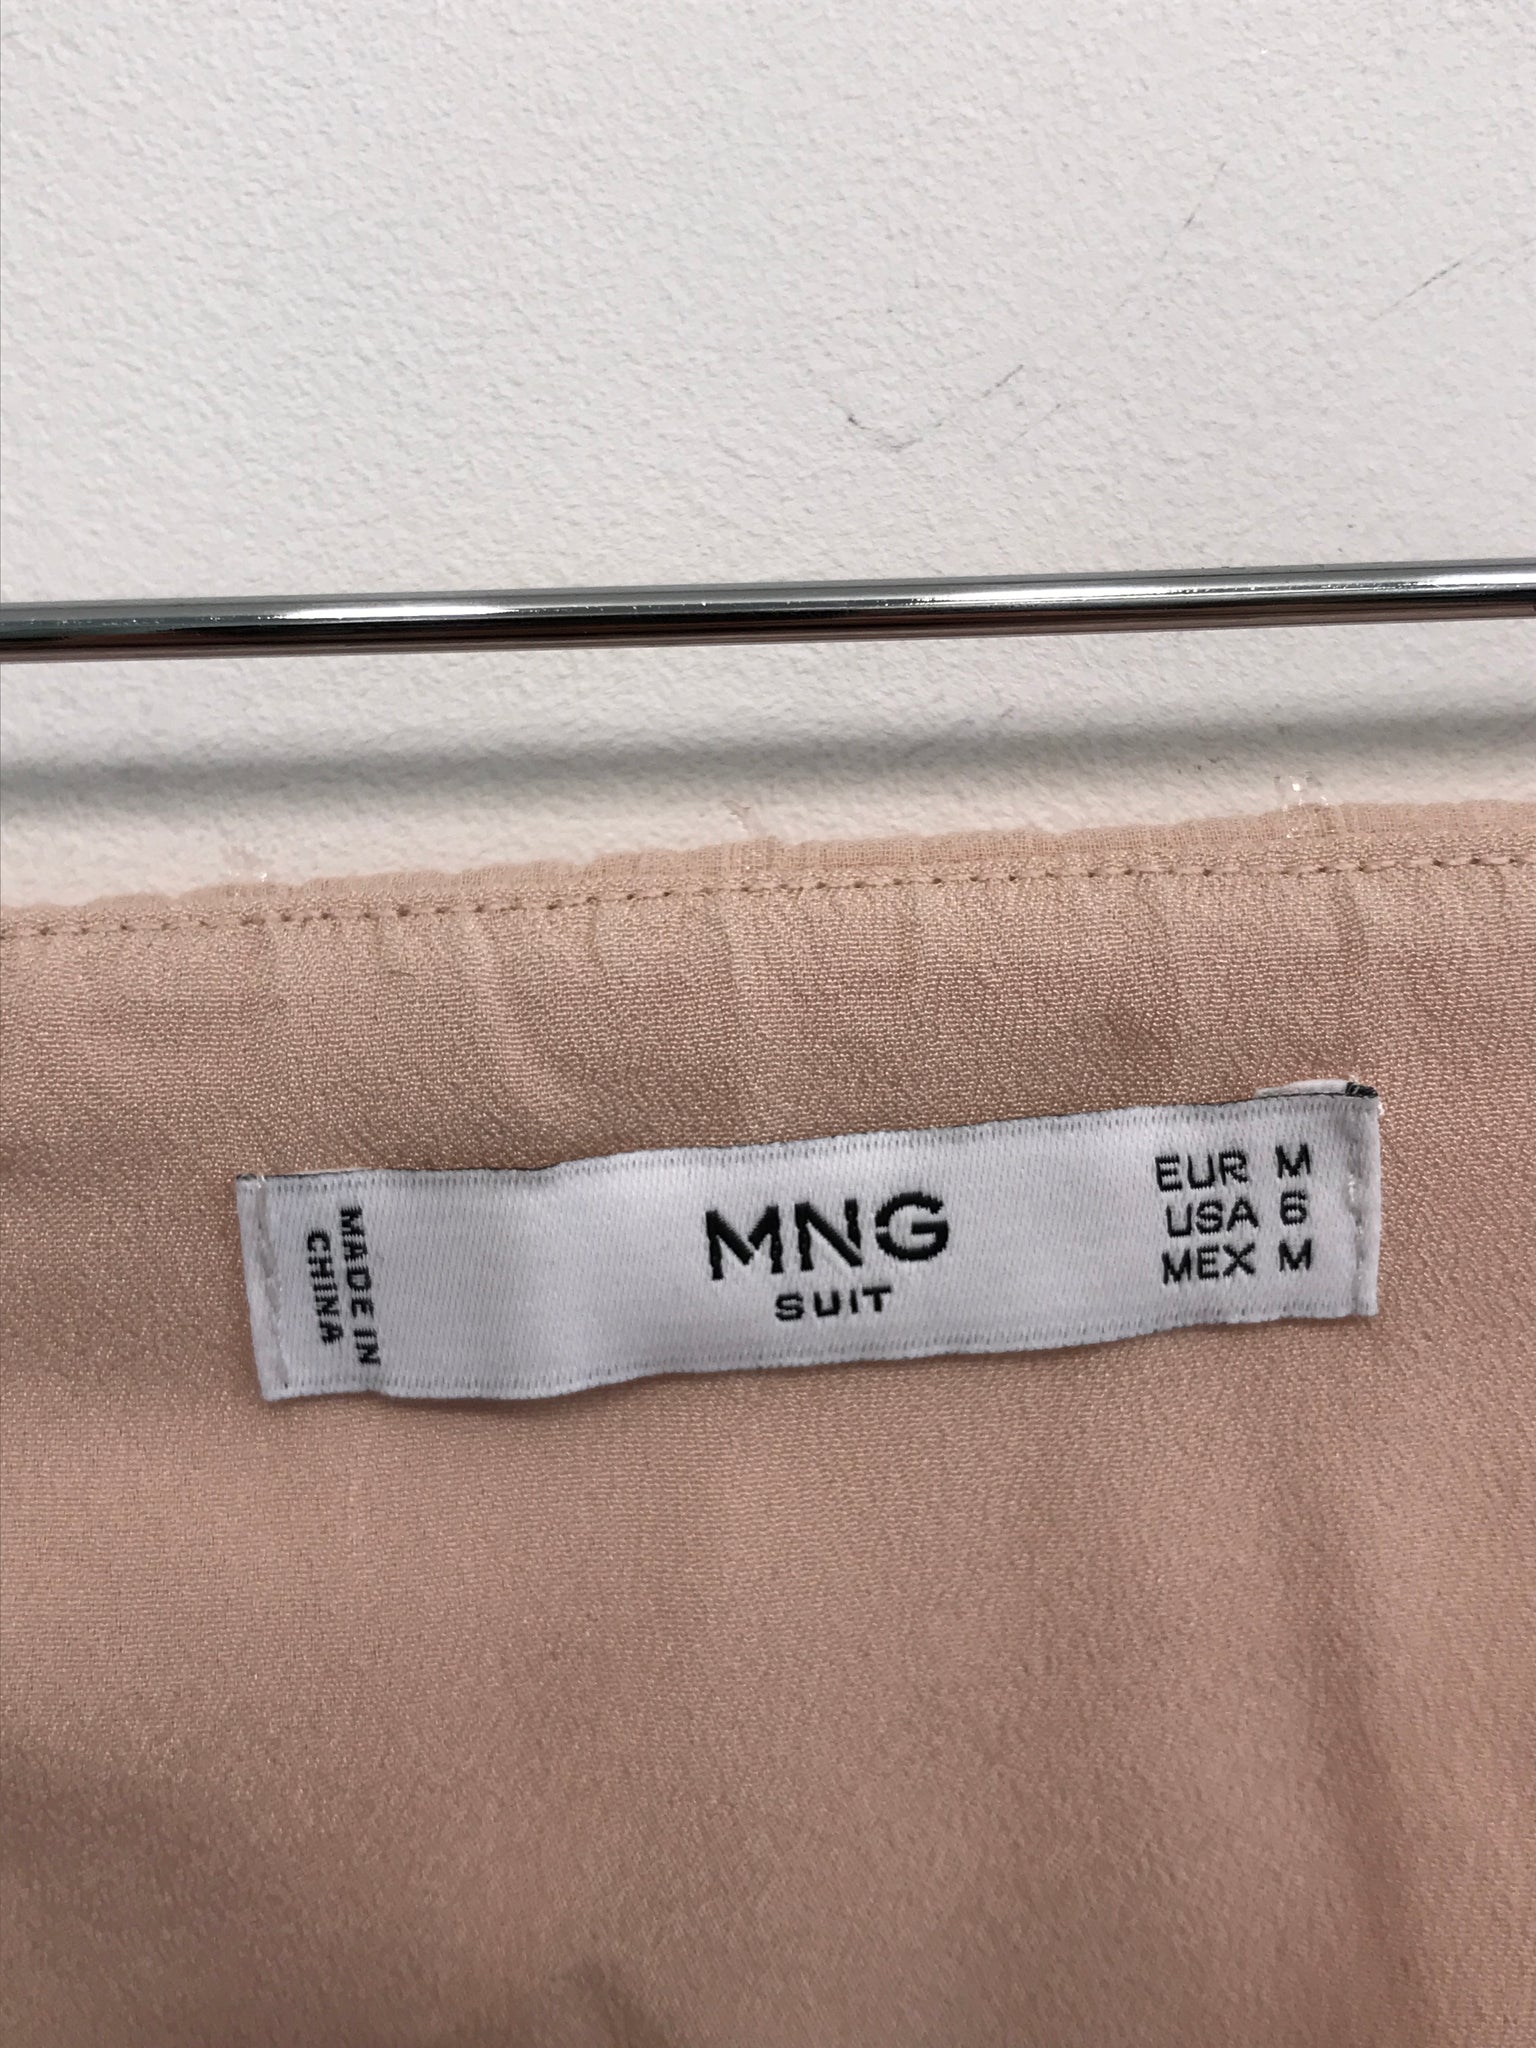 MADE IN
CHINA
MNG
SUIT
EUR M
USA 6
MEX M